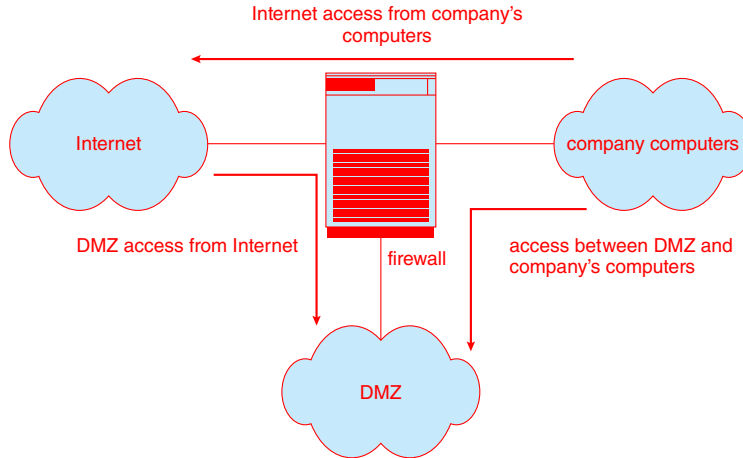 Internet access from company's
computers
Internet
company computers
DMZ access from Internet
firewall
access between DMZ and
company's computers
DMZ